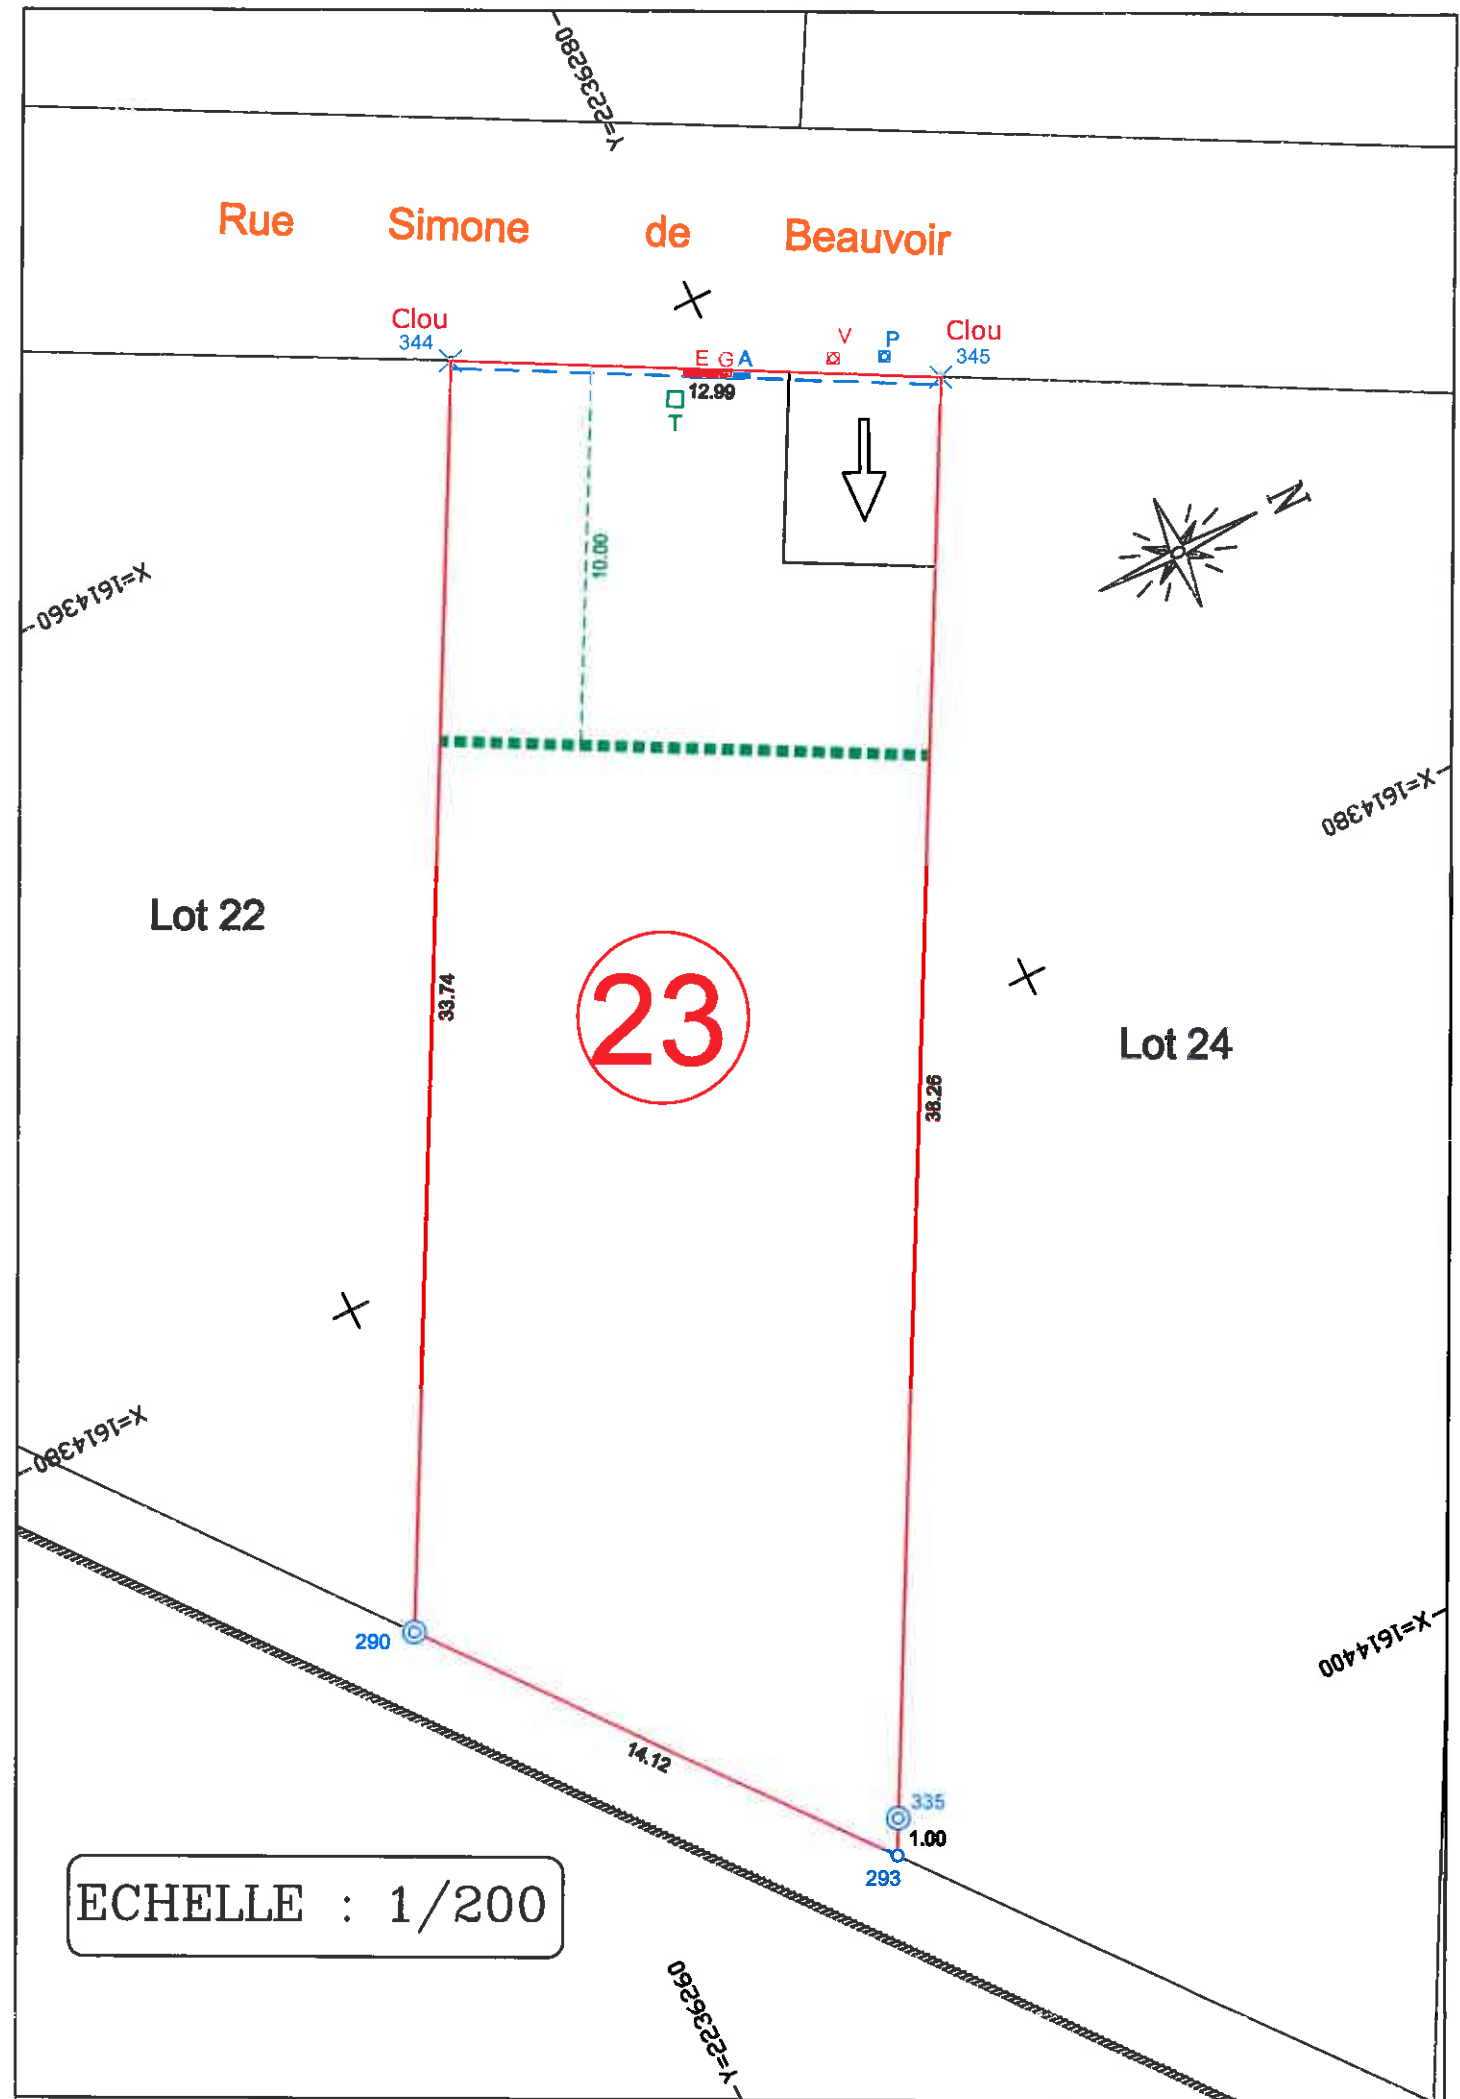 Y=2236280
Rue Simone de Beauvoir
Clou
344
E G A
V
P
Clou
345
12.99
T
N
10.00
X=1614360
X=1614380
Lot 22
33.74
23
Lot 24
38.26
X=1614380
X=1614400
290
14.12
335
1.00
293
ECHELLE : 1/200
Y=2236260